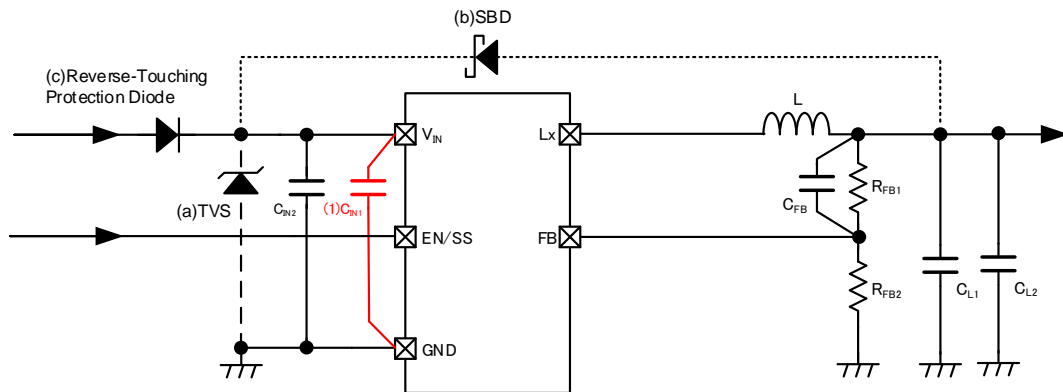 (b)SBD
(c)Reverse-Touching
Protection Diode
L
VIN
Lx
(a)TVS
CIN2
(1)CIN1
CFB
RFB1
EN/SS
FB
RFB2
CL1
CL2
GND